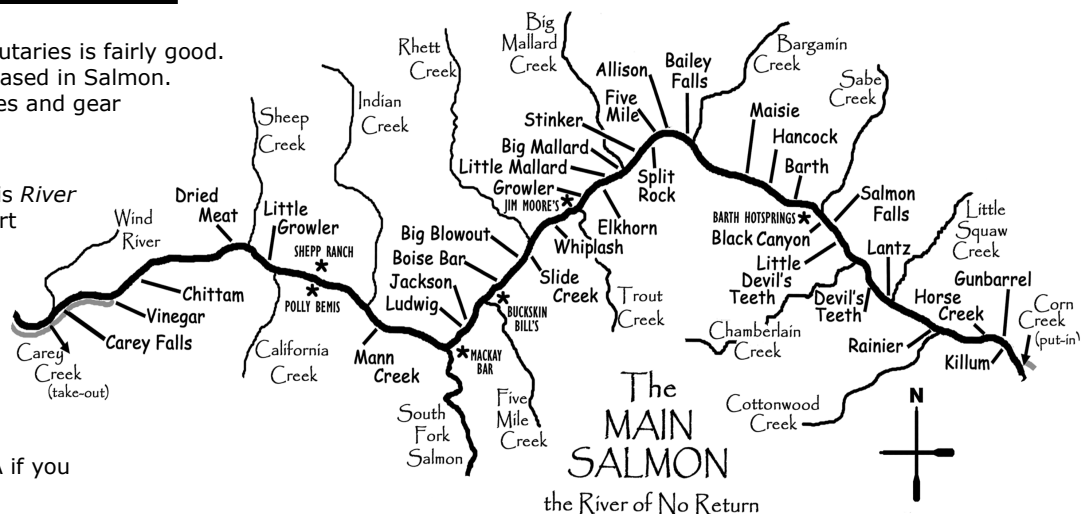 utaries is fairly good.
ased in Salmon.
es and gear
is River
rt
A if you
Big
Mallard
Creek
Rhett
Creek
Bargamin
Creek
Bailey
Falls
Allison
Sabe
Creek
Five
Mile
Indian
Creek
Maisie
Sheep
Creek
Stinker
Hancock
Big Mallard
Barth
Little Mallard
Split
Rock
Growler
JIM MOORE'S
Dried
Meat
Salmon
Falls
Little
Squaw
Creek
Little
Growler
Wind
River
BARTH HOTSPRINGS
Elkhorn
Big Blowout
Black Canyon
Whiplash
SHEPP RANCH
Lantz
Boise Bar
Little
Devil's
Teeth
Slide
Creek
Gunbarrel
Jackson
Chittam
POLLY BEMIS
Ludwig
BUCKSKIN
BILL'S
Trout
Creek
Devil's
Teeth
Horse
Creek
Corn
Creek
(put-in)
Vinegar
Carey Falls
Chamberlain
Creek
Rainier
Carey
Creek
(take-out)
California
Creek
Mann
Creek
MACKAY
BAR
Killum
South
Fork
Salmon
Five
Mile
Creek
Cottonwood
Creek
N
The
MAIN
SALMON
the River of No Return